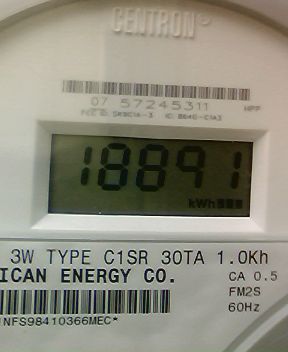 CENTRON®
07 57245311
18891
kWh
3W TYPE C1SR 30TA 1.0Kh
ICAN ENERGY CO.
CA 0.5
FM2S
60Hz
NFS98410366MEC*